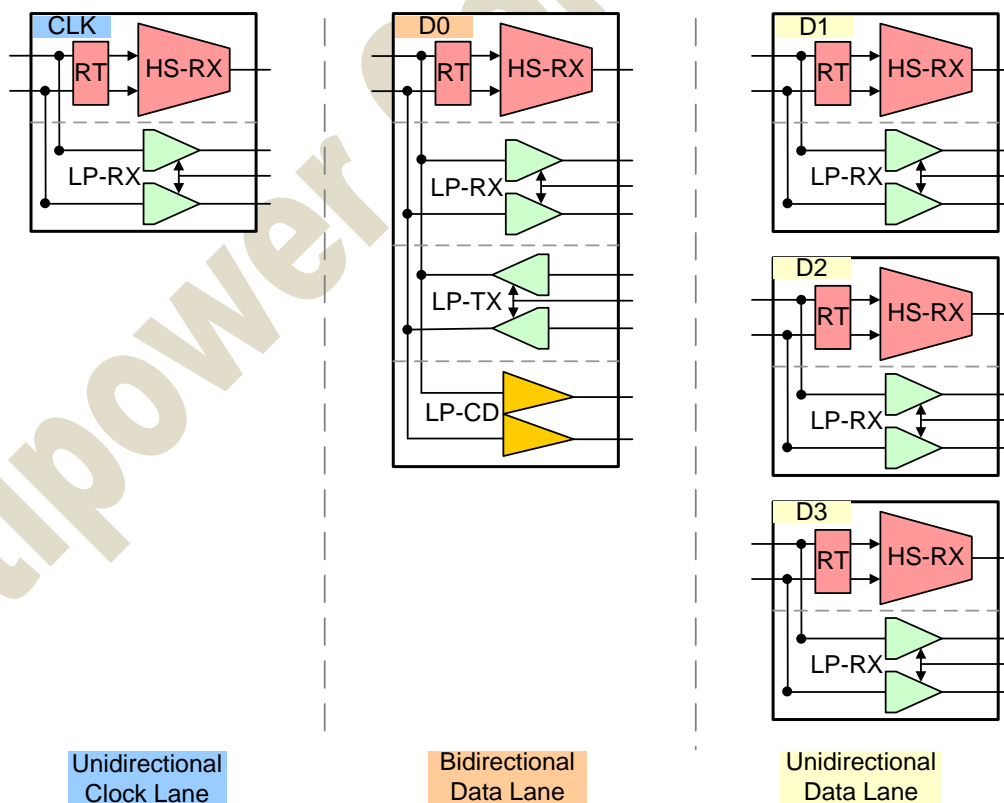 CLK
RT
HS-RX
LP-RX
D0
RT
HS-RX
LP-RX
LP-TX
LP-CD
D1
RT
HS-RX
LP-RX
D2
RT
HS-RX
LP-RX
D3
RT
HS-RX
LP-RX
Unidirectional
Clock Lane
Bidirectional
Data Lane
Unidirectional
Data Lane